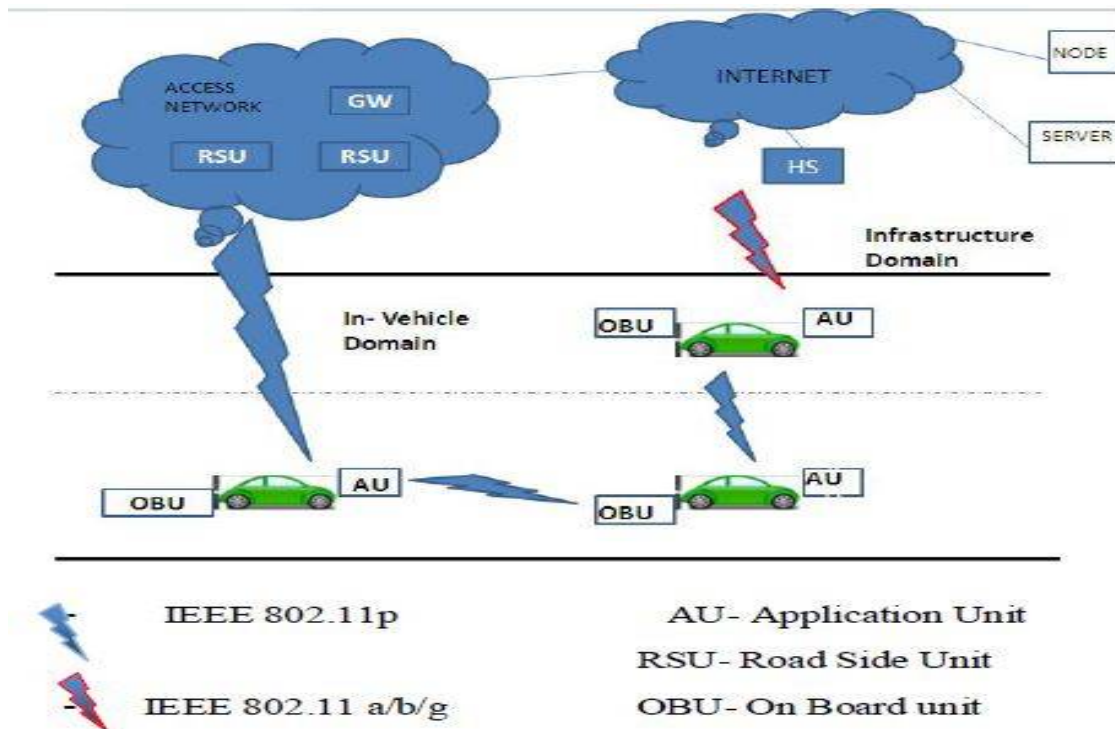 ACCESS
NETWORK
GW
RSU
RSU
INTERNET
NODE
SERVER
HS
Infrastructure
Domain
In- Vehicle
Domain
OBU
AU
OBU
AU
OBU
AU
- IEEE 802.11p
AU- Application Unit
RSU- Road Side Unit
- IEEE 802.11 a/b/g
OBU- On Board unit